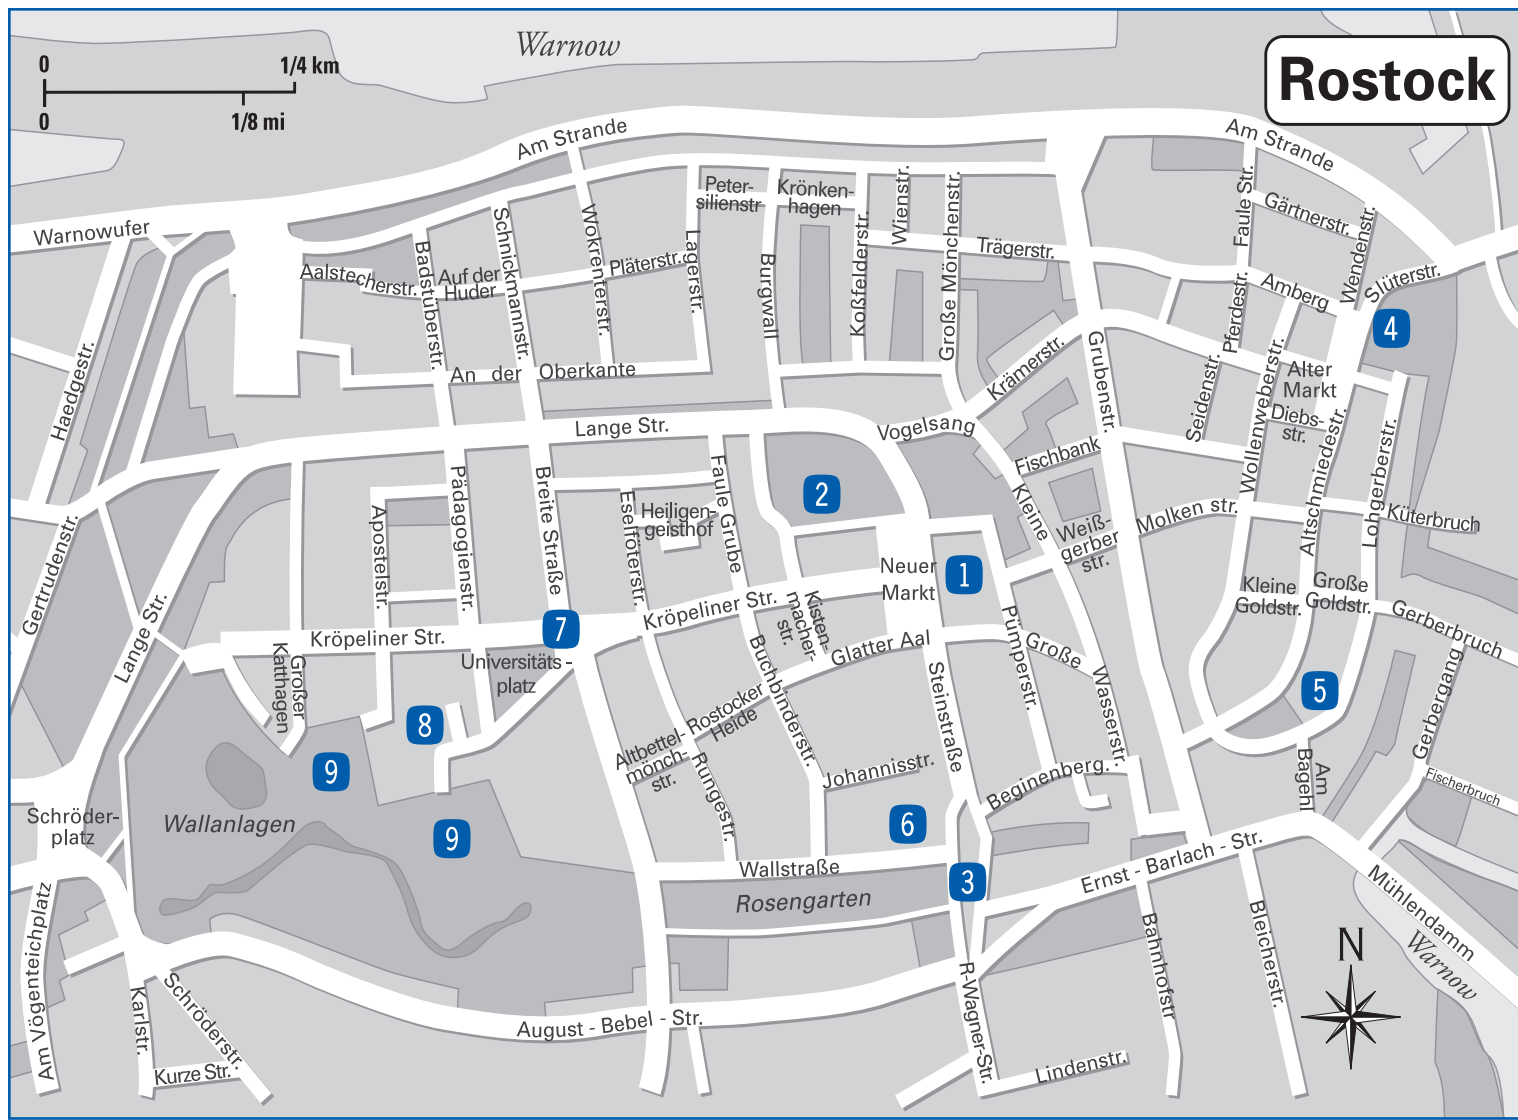 Warnow
Rostock
0
1/4 km
0
1/8 mi
Am Strande
Am Strande
Warnowufer
Peter-
silienstr
Krönken-
hagen
Wienstr.
Faule Str.
Gärtnerstr.
Wendenstr.
Schnickmannstr.
Wokrenterstr.
Lagerstr.
Burgwall
Koßfelderstr.
Große Mönchenstr.
Trägerstr.
Badstüberstr.
Aalstecherstr.
Auf der
Huder
Pläterstr.
Slüterstr.
Amberg
4
Pferdestr.
Haedgestr.
An der Oberkante
Krämerstr.
Grubenstr.
Seidenstr.
Wollenweberstr.
Alter
Markt
Diebs-
str.
Altschmiedestr.
Lohgerberstr.
Lange Str.
Vogelsang
Fischbank
Kleine
Weiß-
gerber
str.
Molken str.
Küterbruch
Pädagogienstr.
Breite Straße
Faule Grube
Eselföterstr.
Heiligen-
geisthof
2
Apostelstr.
Gertrudenstr.
Lange Str.
Neuer
Markt
1
Kleine
Goldstr.
Große
Goldstr.
Gerberbruch
Kröpeliner Str.
7
Kröpeliner Str.
Kisten-
macher-
str.
Glatter Aal
Pümperstr.
Große
Wasserstr.
Großer
Katthagen
Universitäts-
platz
Buchbinderstr.
Steinstraße
5
Gerbergang
8
Altbettel-
mönch-
str.
Rostocker
Heide
Rungestr.
Johannisstr.
Beginenberg.
Am
Bagehl
Fischerbruch
9
Schröder-
platz
Wallanlagen
9
6
Wallstraße
Rosengarten
3
Ernst - Barlach - Str.
Mühlendamm
Warnow
Am Vögenteichplatz
Karlstr.
Schröderstr.
Kurze Str.
August - Bebel - Str.
R-Wagner-Str.
Lindenstr.
Bahnhofstr
Bleicherstr.
N